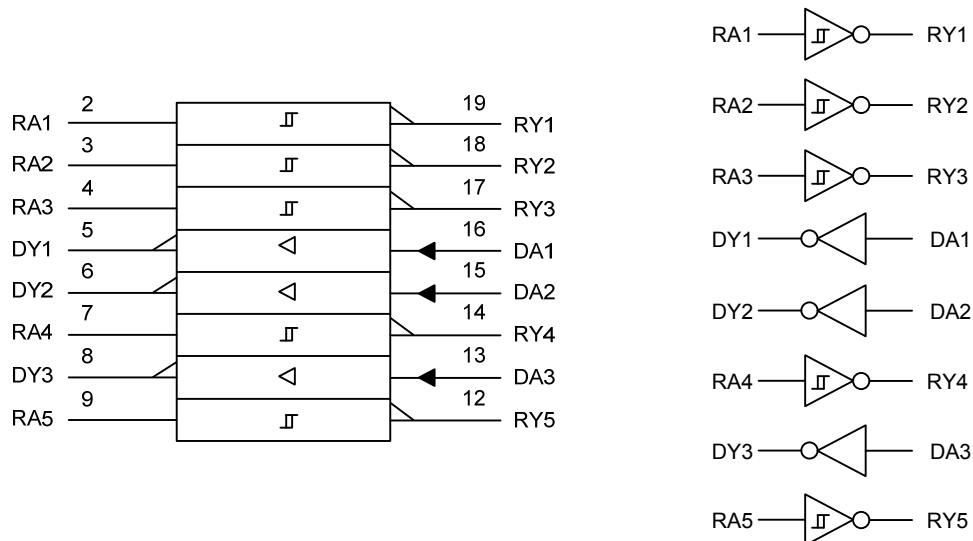 2 19
RA1 RY1
3 18
RA2 RY2
4 17
RA3 RY3
5 16
DY1 DA1
6 15
DY2 DA2
7 14
RA4 RY4
8 13
DY3 DA3
9 12
RA5 RY5
RA1 RY1
RA2 RY2
RA3 RY3
DY1 DA1
DY2 DA2
RA4 RY4
DY3 DA3
RA5 RY5